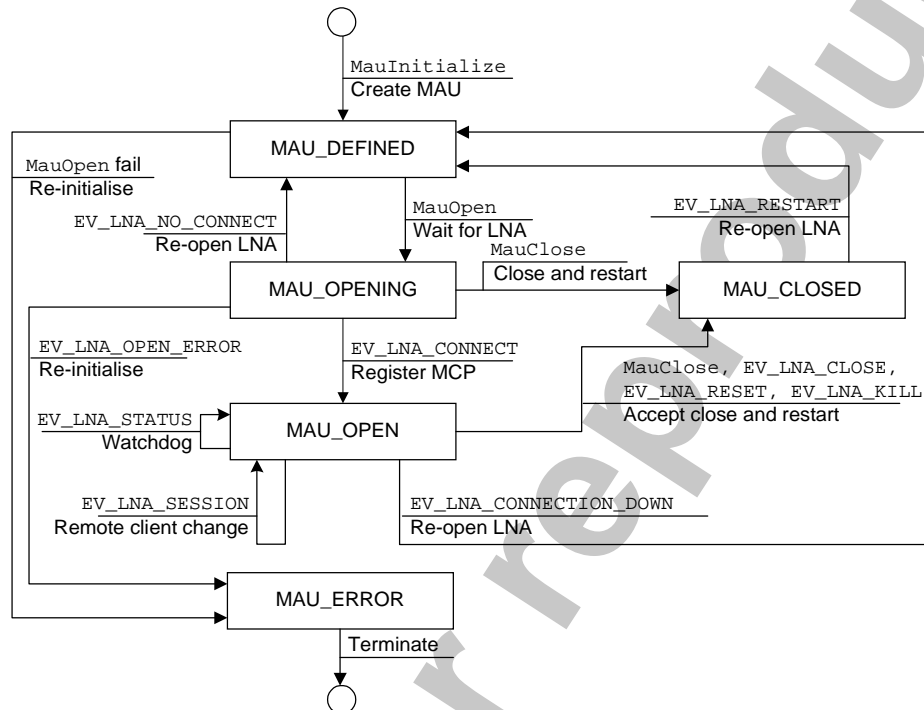 MauInitialize
Create MAU
MAU_DEFINED
MauOpen fail
Re-initialise
EV_LNA_NO_CONNECT
Re-open LNA
MauOpen
Wait for LNA
MauClose
Close and restart
EV_LNA_RESTART
Re-open LNA
MAU_OPENING
MAU_CLOSED
EV_LNA_OPEN_ERROR
Re-initialise
EV_LNA_CONNECT
Register MCP
MauClose, EV_LNA_CLOSE,
EV_LNA_RESET, EV_LNA_KILL
Accept close and restart
EV_LNA_STATUS
Watchdog
MAU_OPEN
EV_LNA_SESSION
Remote client change
EV_LNA_CONNECTION_DOWN
Re-open LNA
MAU_ERROR
Terminate
r reprodu